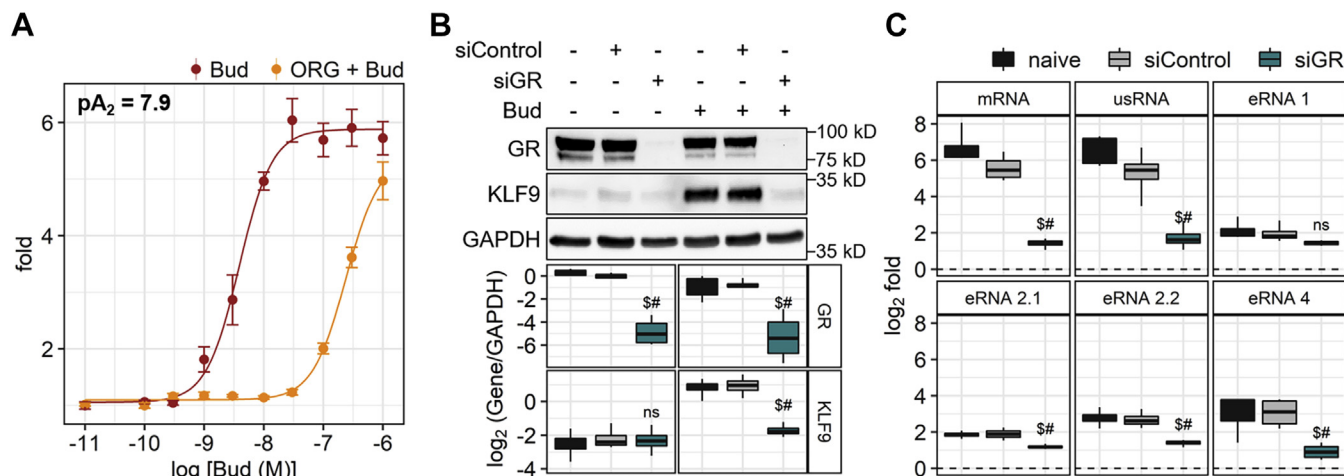 A
Bud ORG + Bud
pA2 = 7.9
fold
6
4
2
-11 -10 -9 -8 -7 -6
log [Bud (M)]
B
siControl - + - - + -
siGR - - + - - +
Bud - - - + + +
GR
100 kD
75 kD
KLF9
35 kD
GAPDH
35 kD
log2 (Gene/GAPDH)
0
-2
-4
-6
$#
$#
GR
0
-2
-4
ns
$#
KLF9
C
naive siControl siGR
log2 fold
mRNA usRNA eRNA 1
8
6
4
2
0
$# $# ns
eRNA 2.1 eRNA 2.2 eRNA 4
8
6
4
2
0
$# $# $#